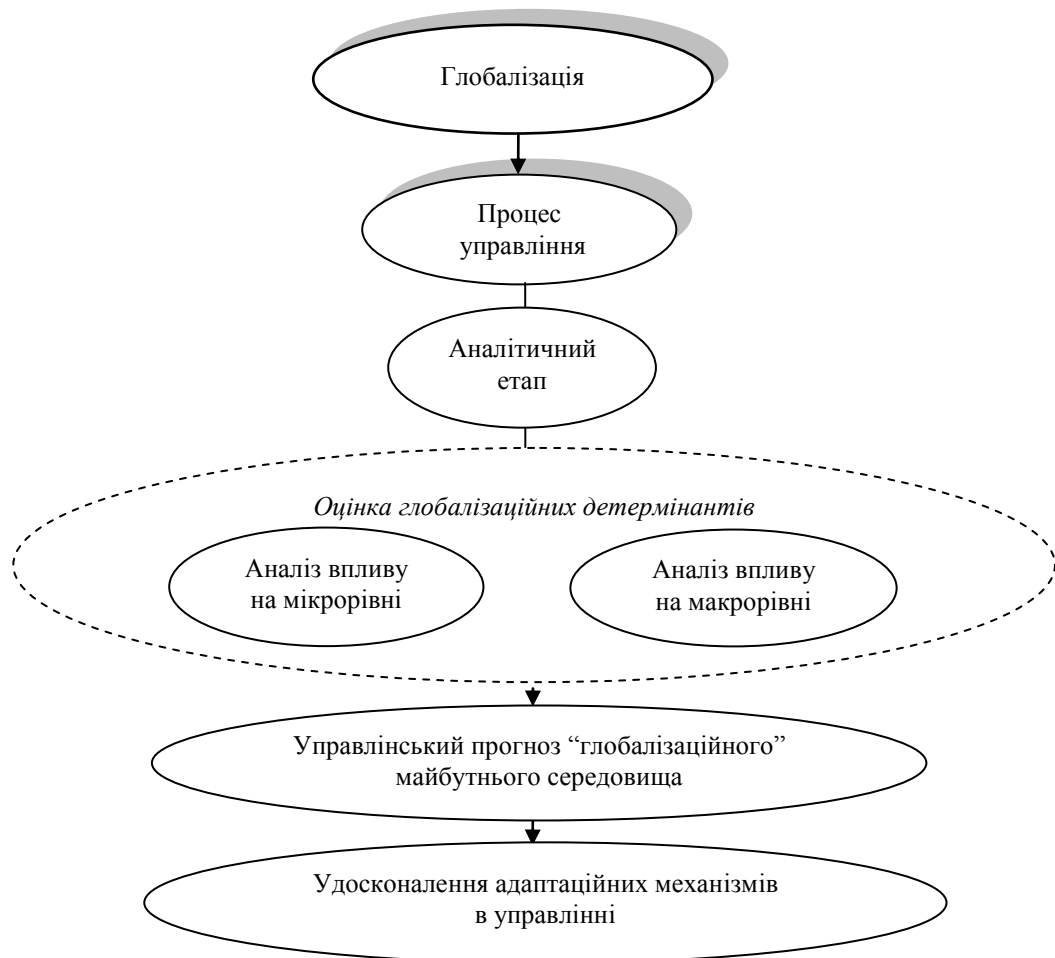 Глобалізація
Процес
управління
Аналітичний
етап
Оцінка глобалізаційних детермінантів
Аналіз впливу
на мікрорівні
Аналіз впливу
на макрорівні
Управлінський прогноз “глобалізаційного”
майбутнього середовища
Удосконалення адаптаційних механізмів
в управлінні